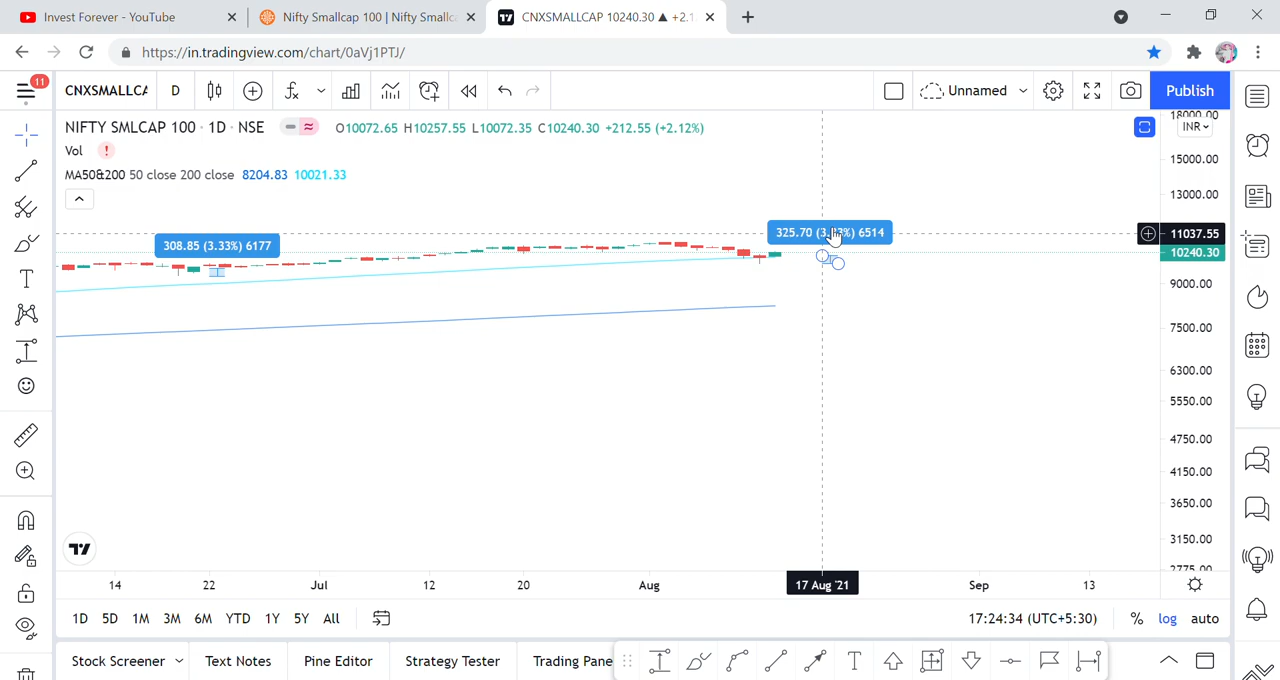 Invest Forever - YouTube
Nifty Smallcap 100 | Nifty Smallc
CNXSMALLCAP 10240.30 ▲ +2.1
https://in.tradingview.com/chart/0aVj1PTJ/
11
CNXSMALLCA
D
Unnamed
Publish
NIFTY SMLCAP 100 · 1D · NSE
O10072.65 H10257.55 L10072.35 C10240.30 +212.55 (+2.12%)
Vol
MA50&200 50 close 200 close 8204.83 10021.33
308.85 (3.33%) 6177
325.70 6514
18000.00
INR
15000.00
13000.00
11037.55
10240.30
9000.00
7500.00
6300.00
5550.00
4750.00
4150.00
3650.00
3150.00
2775.00
14 22 Jul 12 20 Aug 17 Aug '21 Sep 13
1D 5D 1M 3M 6M YTD 1Y 5Y All
17:24:34 (UTC+5:30) % log auto
Stock Screener
Text Notes
Pine Editor
Strategy Tester
Trading Pane